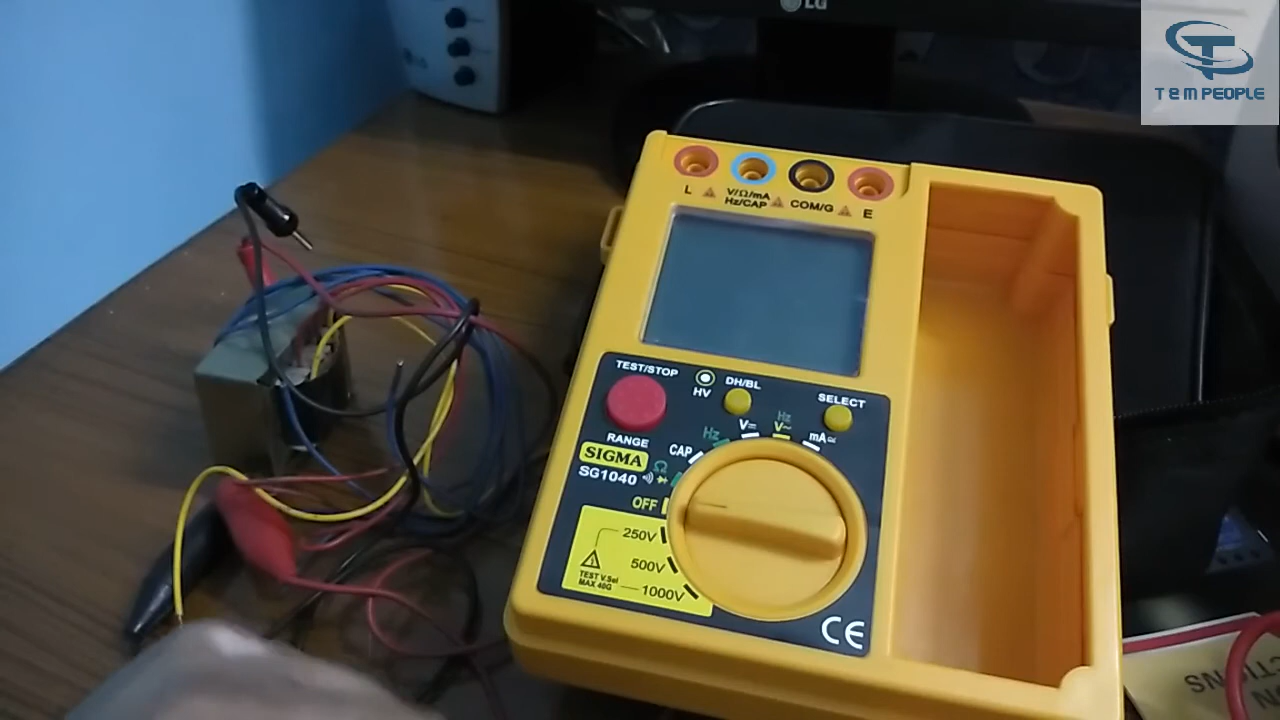 LG
T & M PEOPLE
L
V/Ω/mA
Hz/CAP
COM/G
E
TEST/STOP
HV
DH/BL
SELECT
RANGE
SIGMA
SG1040
Hz
V~
V=
mA
Hz
CAP
Ω
OFF
250V
500V
1000V
TEST V.Sel
MAX 40G
CE